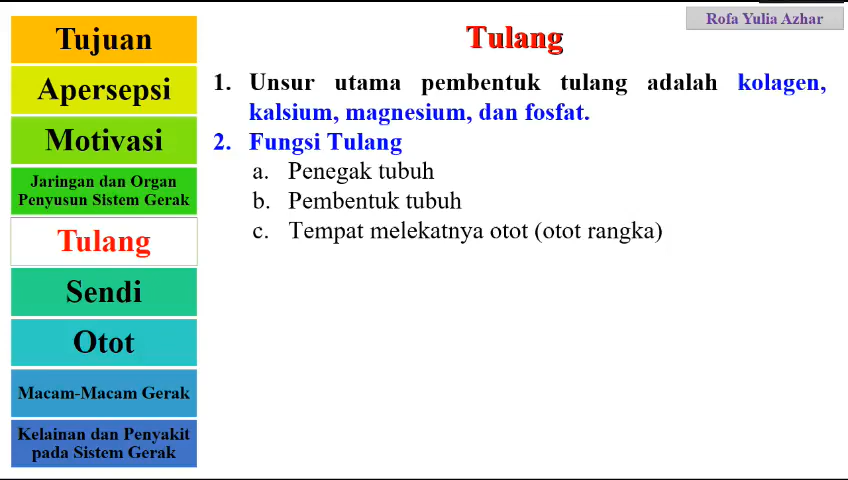 Rofa Yulia Azhar
Tujuan
Apersepsi
Motivasi
Jaringan dan Organ
Penyusun Sistem Gerak
Tulang
Sendi
Otot
Macam-Macam Gerak
Kelainan dan Penyakit
pada Sistem Gerak
Tulang
1. Unsur utama pembentuk tulang adalah kolagen,
kalsium, magnesium, dan fosfat.
2. Fungsi Tulang
a. Penegak tubuh
b. Pembentuk tubuh
c. Tempat melekatnya otot (otot rangka)